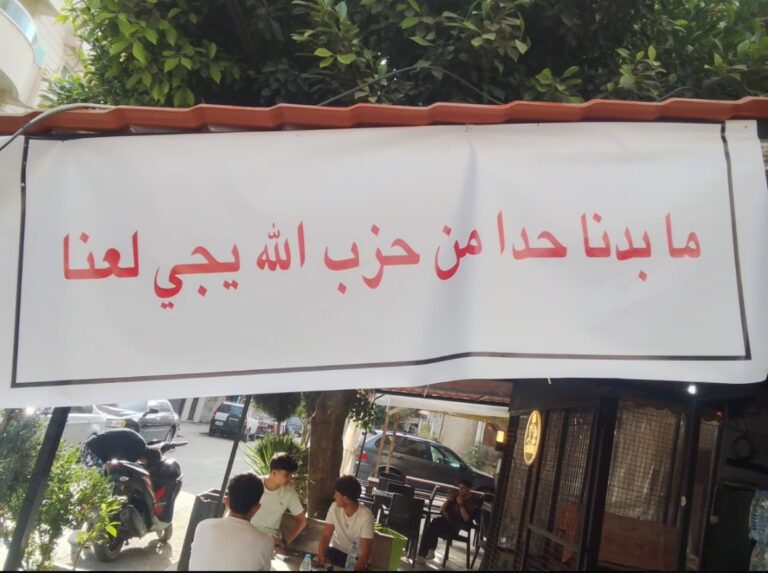 ما بدنا حدا من حزب الله يجي لعنا